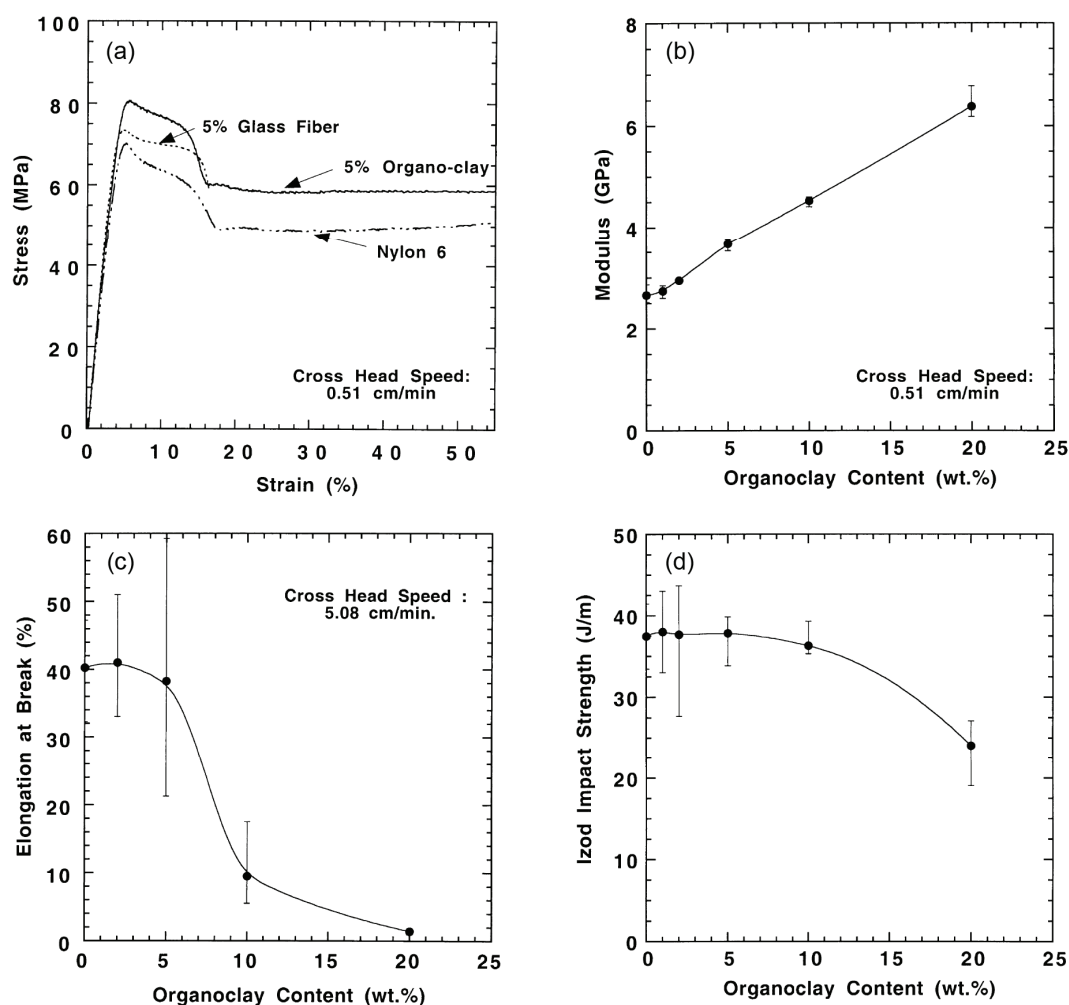 (a)
Stress (MPa)
100
80
60
40
20
0
5% Glass Fiber
5% Organo-clay
Nylon 6
Cross Head Speed:
0.51 cm/min
0 10 20 30 40 50
Strain (%)
(b)
Modulus (GPa)
8
6
4
2
0
Cross Head Speed:
0.51 cm/min
0 5 10 15 20 25
Organoclay Content (wt.%)
(c)
Elongation at Break (%)
60
50
40
30
20
10
0
Cross Head Speed :
5.08 cm/min.
0 5 10 15 20 25
Organoclay Content (wt.%)
(d)
Izod Impact Strength (J/m)
50
40
30
20
10
0
0 5 10 15 20 25
Organoclay Content (wt.%)